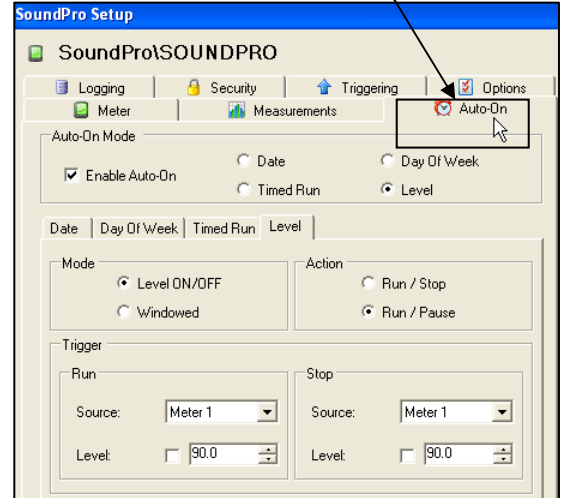 SoundPro Setup
SoundPro\SOUNDPRO
Logging Security Triggering Options
Meter Measurements Auto-On
Auto-On Mode
Enable Auto-On
Date Day Of Week
Timed Run Level
Date Day Of Week Timed Run Level
Mode Action
Level ON/OFF Run / Stop
Windowed Run / Pause
Trigger
Run Stop
Source: Meter 1 Source: Meter 1
Level: 90.0 Level: 90.0